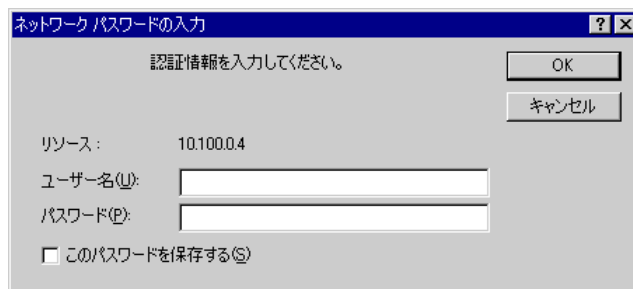 ネットワーク パスワードの入力
認証情報を入力してください。
OK
キャンセル
リソース : 10.100.0.4
ユーザー名(U):
パスワード(P):
このパスワードを保存する(S)